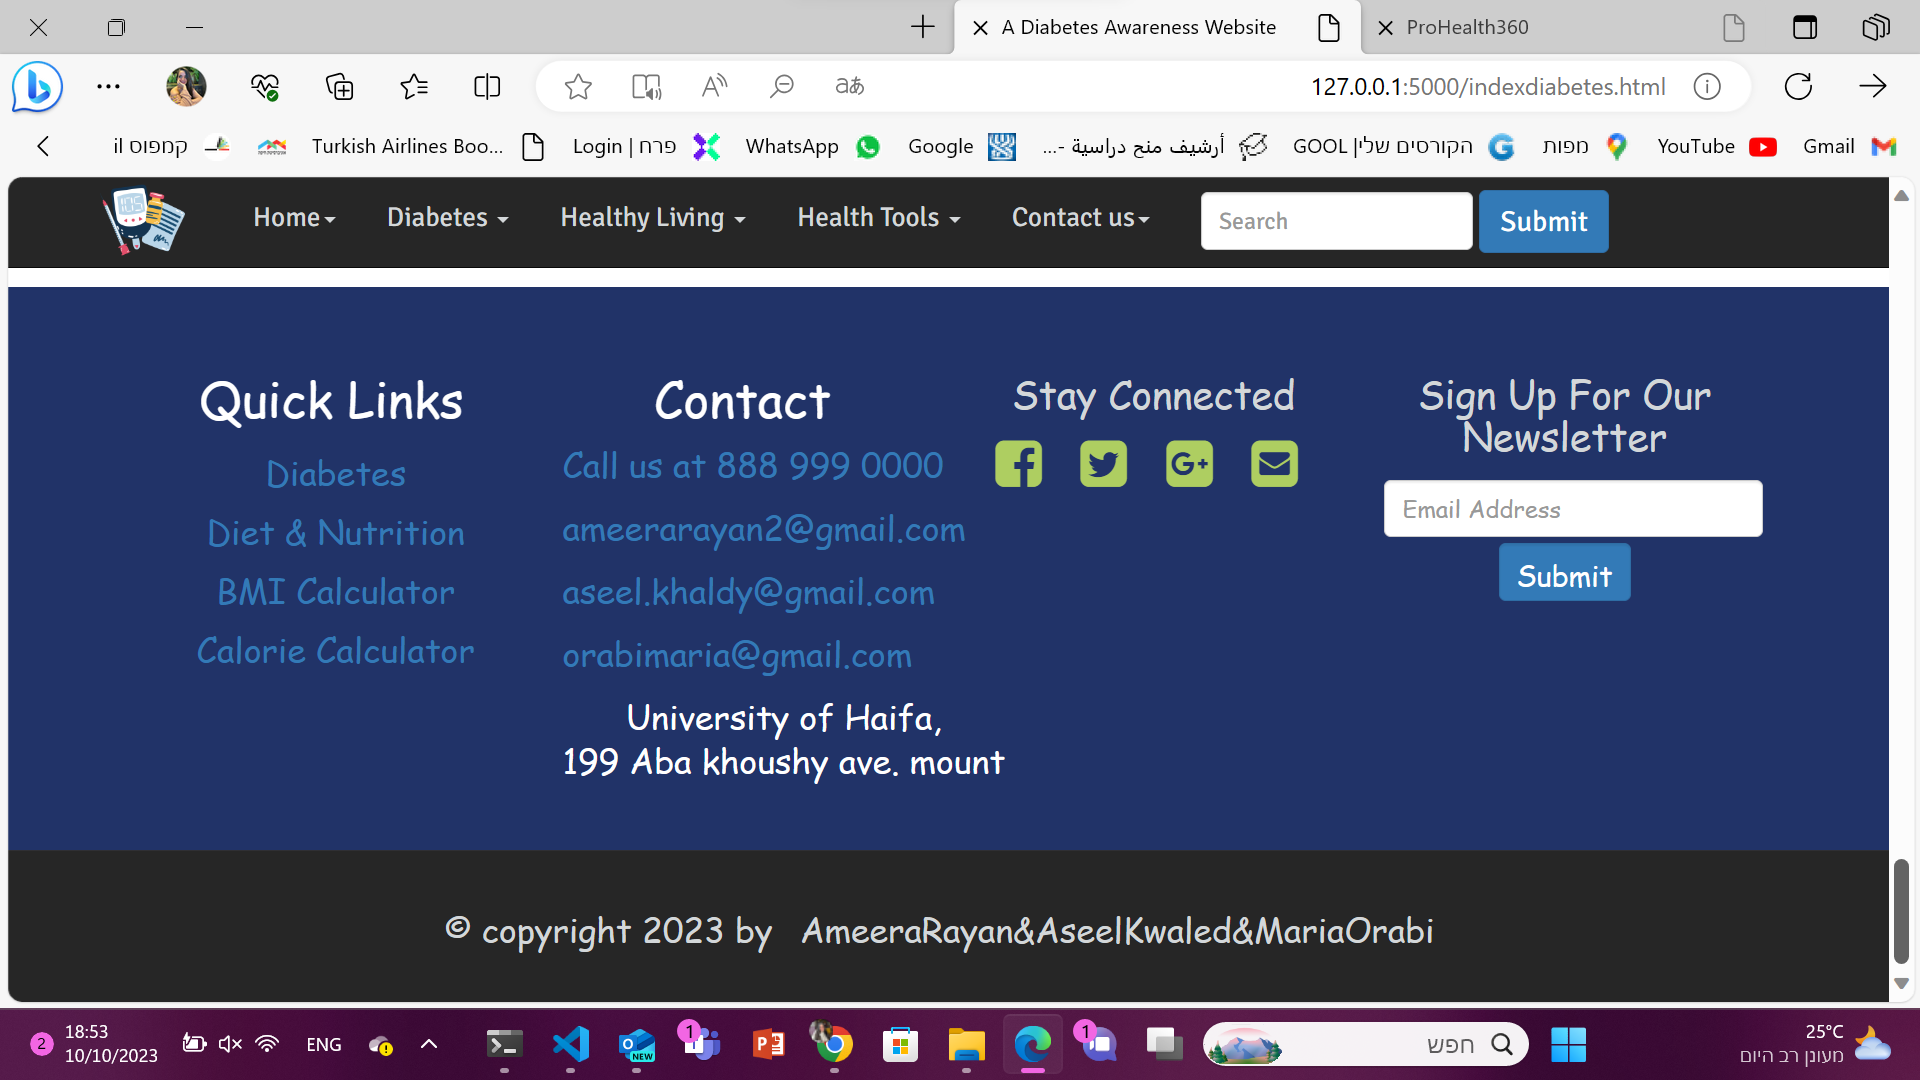 A Diabetes Awareness Website
ProHealth360
127.0.0.1:5000/indexdiabetes.html
קמפוס il
Turkish Airlines Boo...
Login | פרח
WhatsApp
Google
أرشيف منح دراسية -...
הקורסים שלי| GOOL
מפות
YouTube
Gmail
105
Home
Diabetes
Healthy Living
Health Tools
Contact us
Search
Submit
Quick Links
Diabetes
Diet & Nutrition
BMI Calculator
Calorie Calculator
Contact
Call us at 888 999 0000
ameerarayan2@gmail.com
aseel.khaldy@gmail.com
orabimaria@gmail.com
University of Haifa,
199 Aba khoushy ave. mount
Stay Connected
Sign Up For Our
Newsletter
Email Address
Submit
© copyright 2023 by AmeeraRayan&AseelKwaled&MariaOrabi
2
18:53
10/10/2023
ENG
NEW
1
1
חפש
25°C
מעונן רב היום